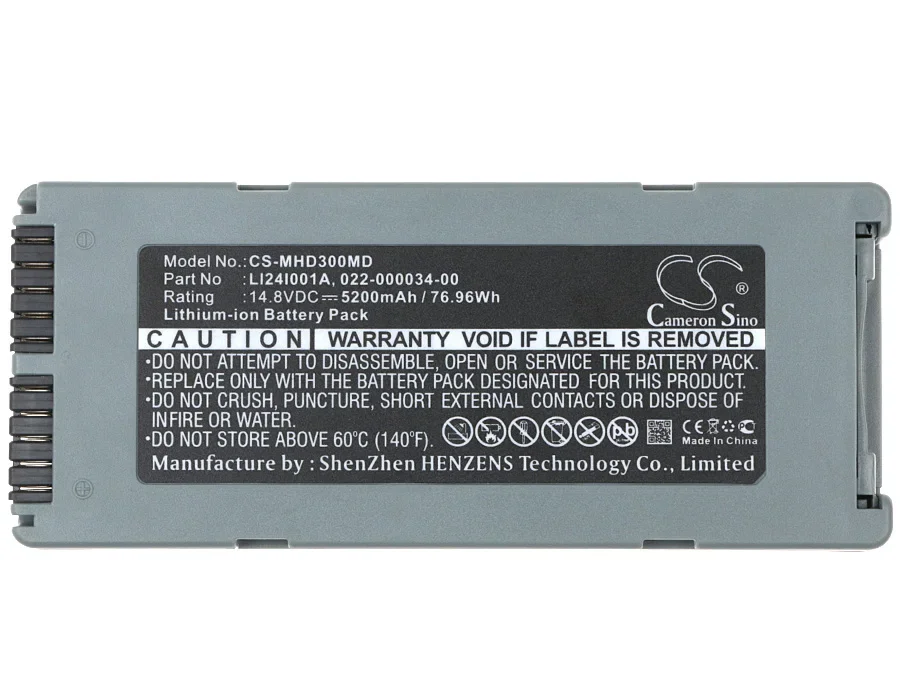 Model No.: CS-MHD300MD
Part No : LI24I001A, 022-000034-00
Rating : 14.8VDC⎓5200mAh / 76.96Wh
Lithium-ion Battery Pack
CS
®
Cameron Sino
CAUTION WARRANTY VOID IF LABEL IS REMOVED
•DO NOT ATTEMPT TO DISASSEMBLE, OPEN OR SERVICE THE BATTERY PACK.
•REPLACE ONLY WITH THE BATTERY PACK DESIGNATED FOR THIS EQUIPMENT.
•DO NOT CRUSH, PUNCTURE, SHORT EXTERNAL CONTACTS OR DISPOSE OF
INFIRE OR WATER.
•DO NOT STORE ABOVE 60°C (140°F).
Pb
CE
Made In China
Manufacture by : ShenZhen HENZENS Technology Co., Limited